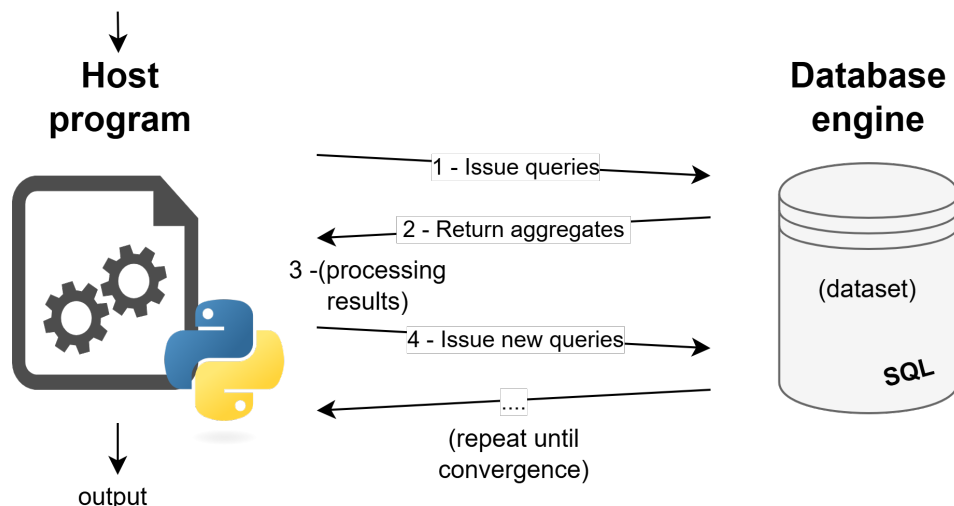 Host
program
Database
engine
1 - Issue queries
2 - Return aggregates
3 -(processing
results)
(dataset)
4 - Issue new queries
SQL
....
(repeat until
convergence)
output